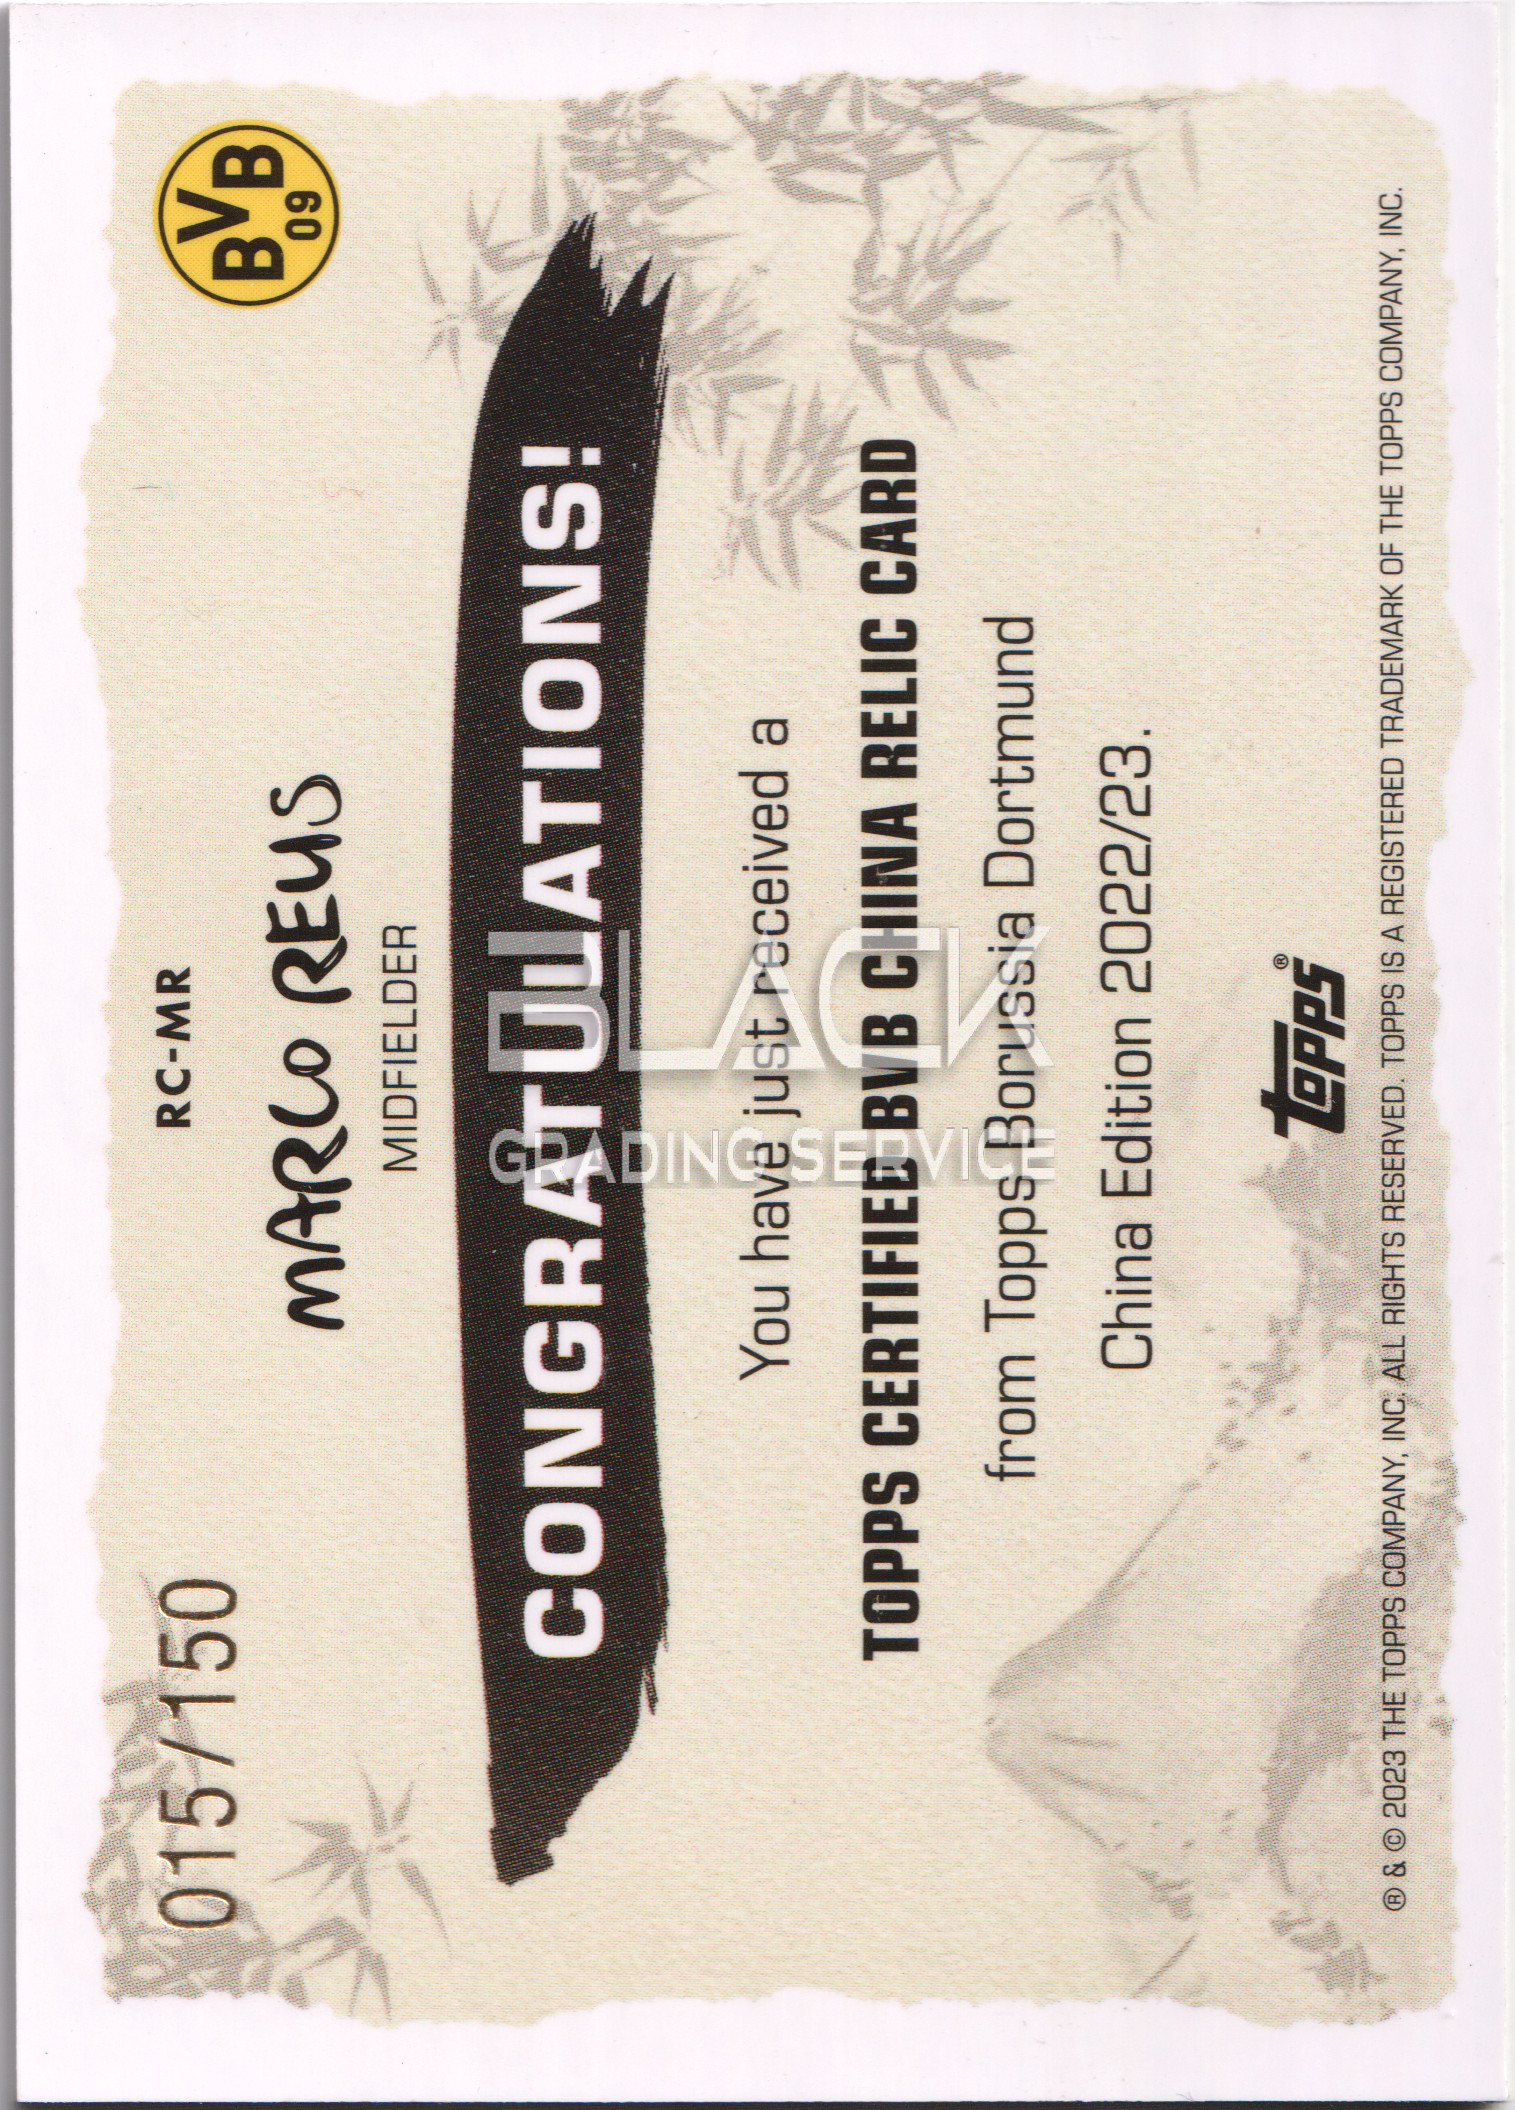 015/150
RC-MR
BVB
09
MARCO REUS
MIDFIELDER
CONGRATULATIONS!
You have just received a
TOPPS CERTIFIED BVB CHINA RELIC CARD
from Topps Borussia Dortmund
China Edition 2022/23.
BLACK
GRADING SERVICE
topps®
® & © 2023 THE TOPPS COMPANY, INC. ALL RIGHTS RESERVED. TOPPS IS A REGISTERED TRADEMARK OF THE TOPPS COMPANY, INC.